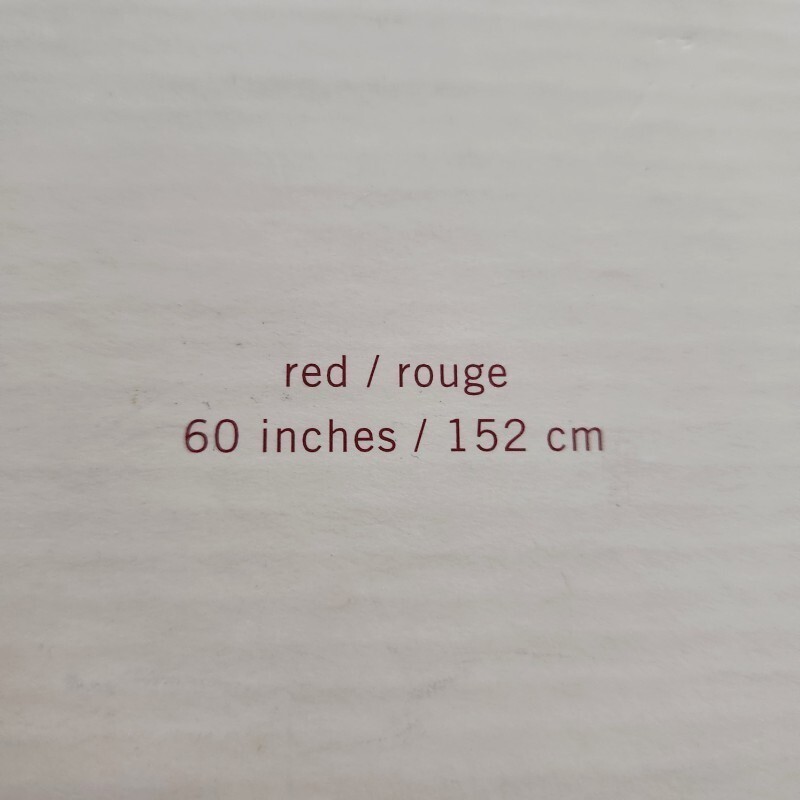 red / rouge
60 inches / 152 cm